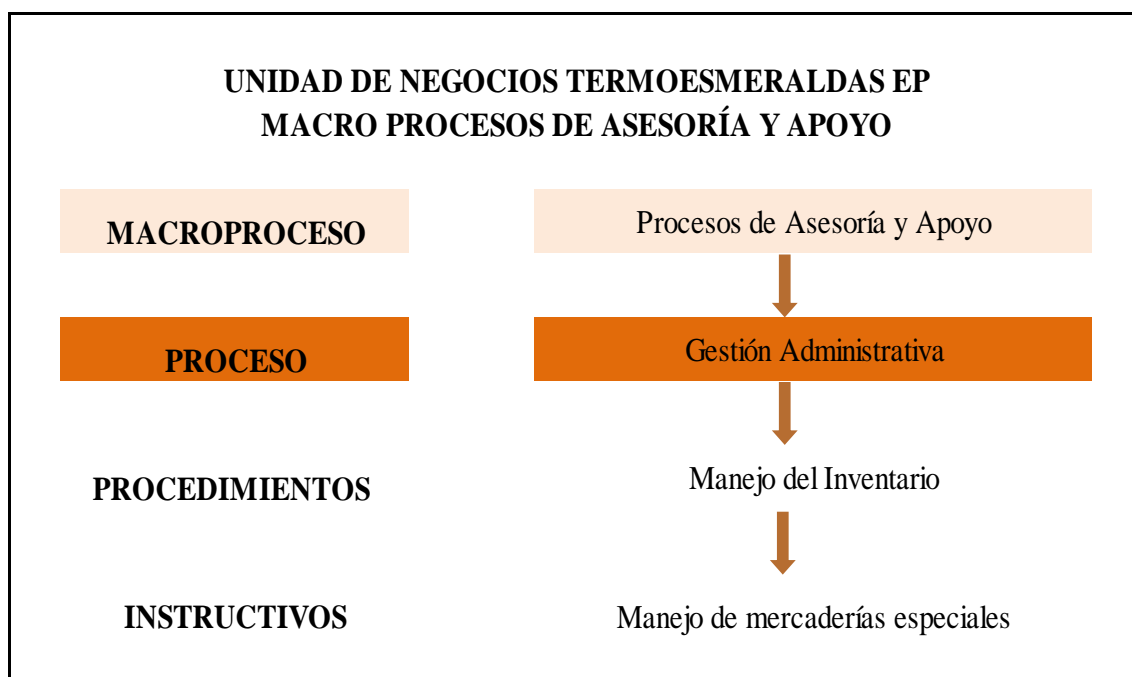 UNIDAD DE NEGOCIOS TERMOESMERALDAS EP
MACRO PROCESOS DE ASESORÍA Y APOYO
MACROPROCESO
Procesos de Asesoría y Apoyo
PROCESO
Gestión Administrativa
PROCEDIMIENTOS
Manejo del Inventario
INSTRUCTIVOS
Manejo de mercaderías especiales